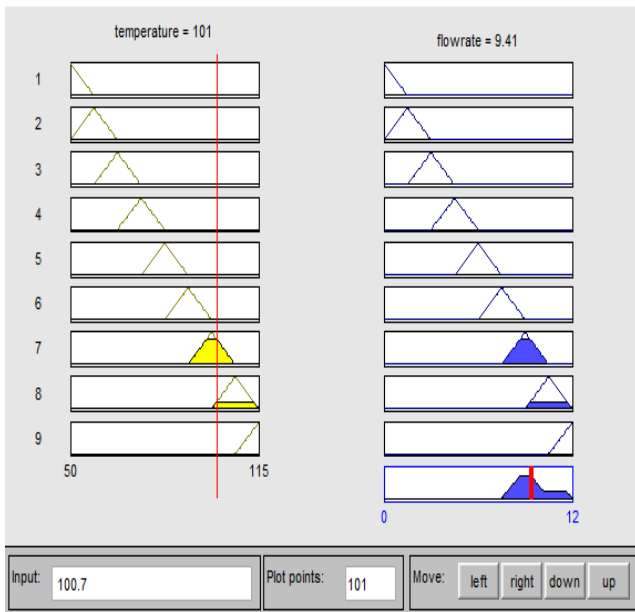 temperature = 101
flowrate = 9.41
1
2
3
4
5
6
7
8
9
50
115
0
12
Input:
100.7
Plot points:
101
Move:
left
right
down
up